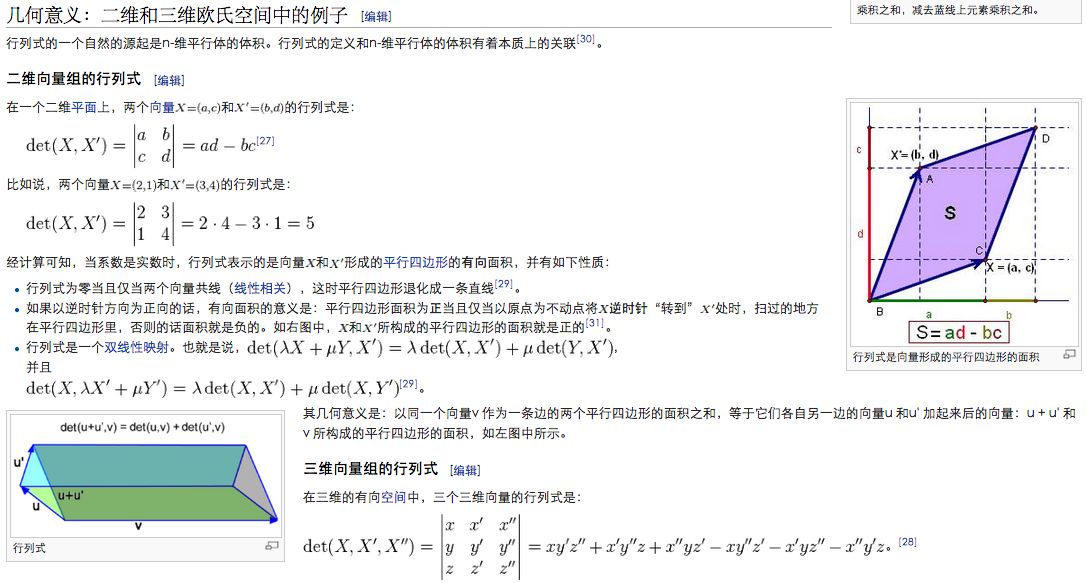 几何意义：二维和三维欧氏空间中的例子 [编辑]
乘积之和，减去蓝线上元素乘积之和。
行列式的一个自然的源起是n-维平行体的体积。行列式的定义和n-维平行体的体积有着本质上的关联[30]。
二维向量组的行列式 [编辑]
在一个二维平面上，两个向量X=(a,c)和X′=(b,d)的行列式是：
det(X, X′) = |a b; c d| = ad − bc[27]
比如说，两个向量X=(2,1)和X′=(3,4)的行列式是：
det(X, X′) = |2 3; 1 4| = 2 · 4 − 3 · 1 = 5
经计算可知，当系数是实数时，行列式表示的是向量X和X′形成的平行四边形的有向面积，并有如下性质：
行列式为零当且仅当两个向量共线（线性相关），这时平行四边形退化成一条直线[29]。
如果以逆时针方向为正向的话，有向面积的意义是：平行四边形面积为正当且仅当以原点为不动点将X逆时针“转到”X′处时，扫过的地方
在平行四边形里，否则的话面积就是负的。如右图中，X和X′所构成的平行四边形的面积就是正的[31]。
行列式是一个双线性映射。也就是说，det(λX + μY, X′) = λ det(X, X′) + μ det(Y, X′)，
并且
det(X, λX′ + μY′) = λ det(X, X′) + μ det(X, Y′)[29]。
c
d
X'= (b, d)
A
D
S
C
X = (a, c)
B
a
b
S = ad - bc
行列式是向量形成的平行四边形的面积
det(u+u',v) = det(u,v) + det(u',v)
u'
u+u'
u
v
行列式
其几何意义是：以同一个向量v 作为一条边的两个平行四边形的面积之和，等于它们各自另一边的向量u 和u' 加起来后的向量：u + u' 和
v 所构成的平行四边形的面积，如左图中所示。
三维向量组的行列式 [编辑]
在三维的有向空间中，三个三维向量的行列式是：
det(X, X′, X″) = |x x′ x″; y y′ y″; z z′ z″| = xy′z″ + x′y″z + x″yz′ − xy″z′ − x′yz″ − x″y′z。[28]